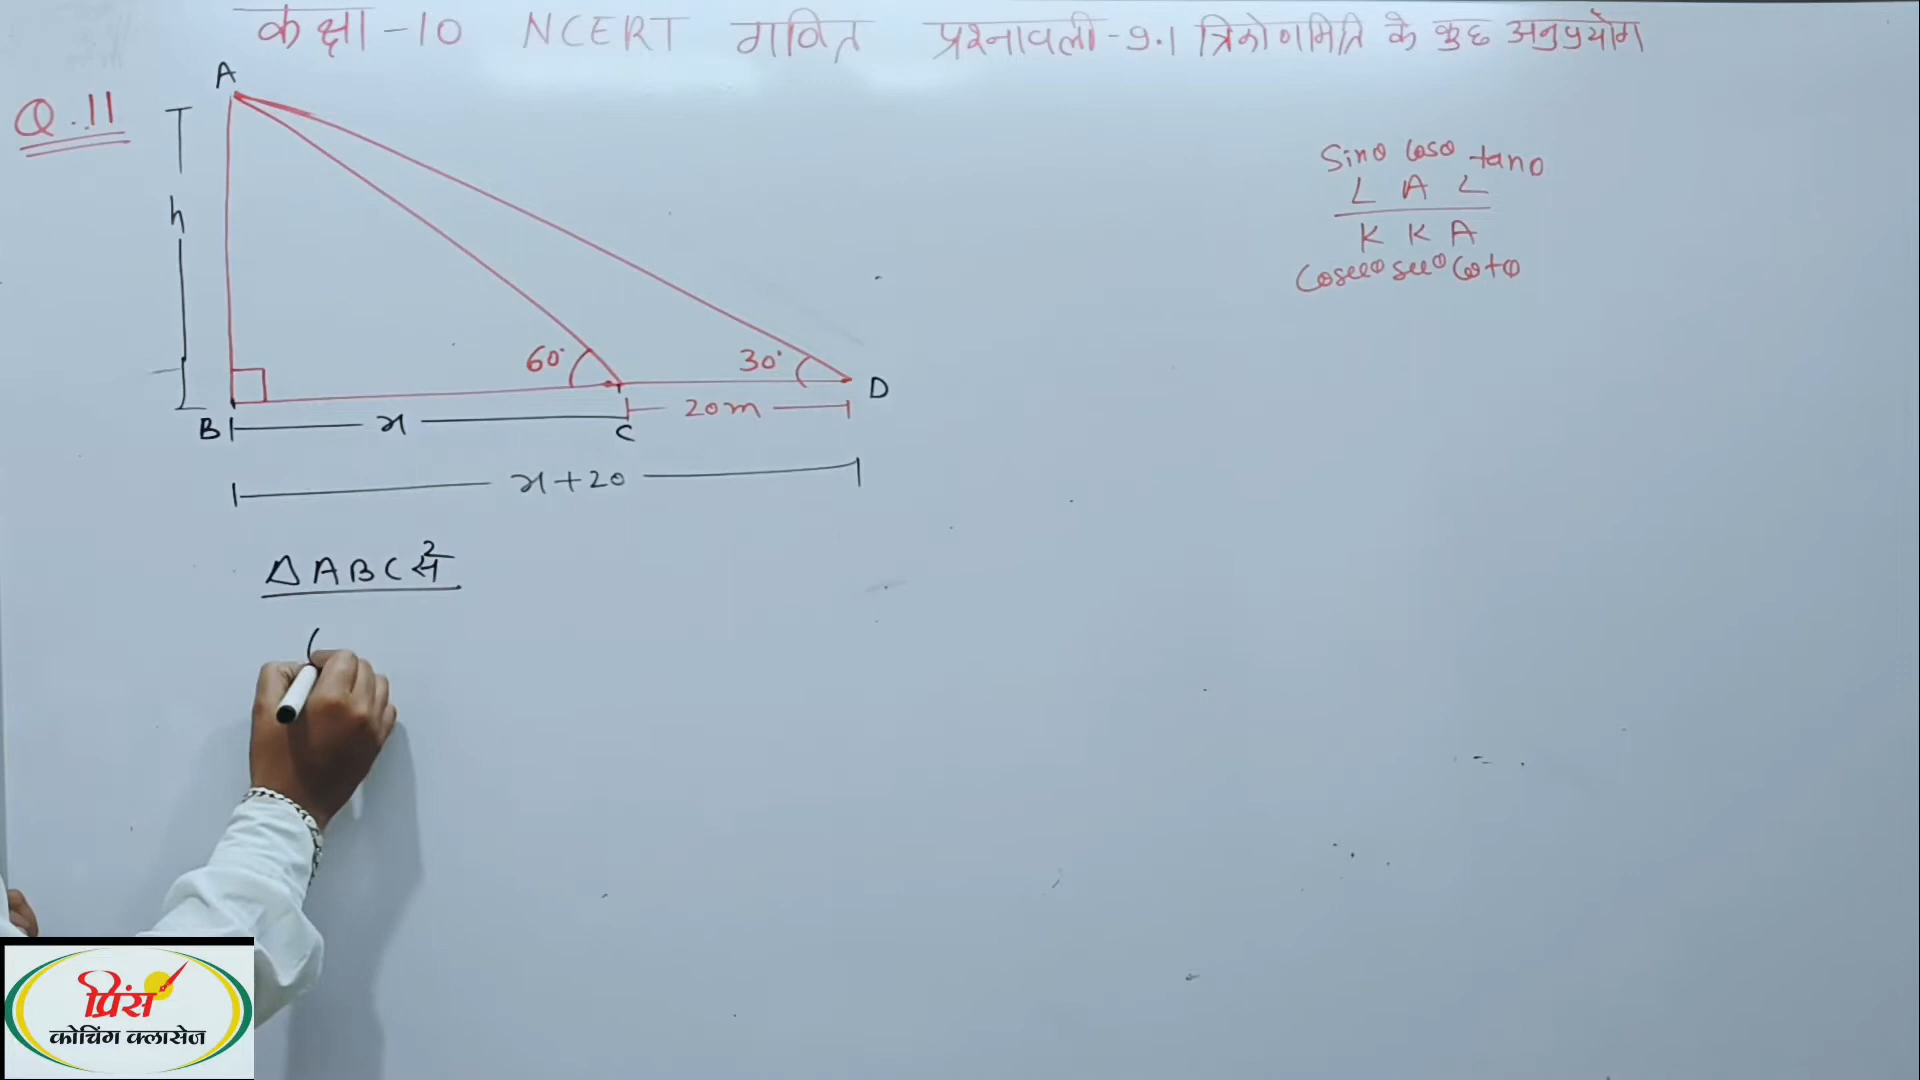 कक्षा-10 NCERT गणित प्रश्नावली-9.1 त्रिकोणमिति के कुछ अनुप्रयोग
Q.11
A
h
60°
30°
B
x
C
20m
D
x+20
Sinθ cosθ tanθ
L A L
K K A
Cosecθ secθ cotθ
△ABC से
(
प्रिंस
कोचिंग क्लासेज